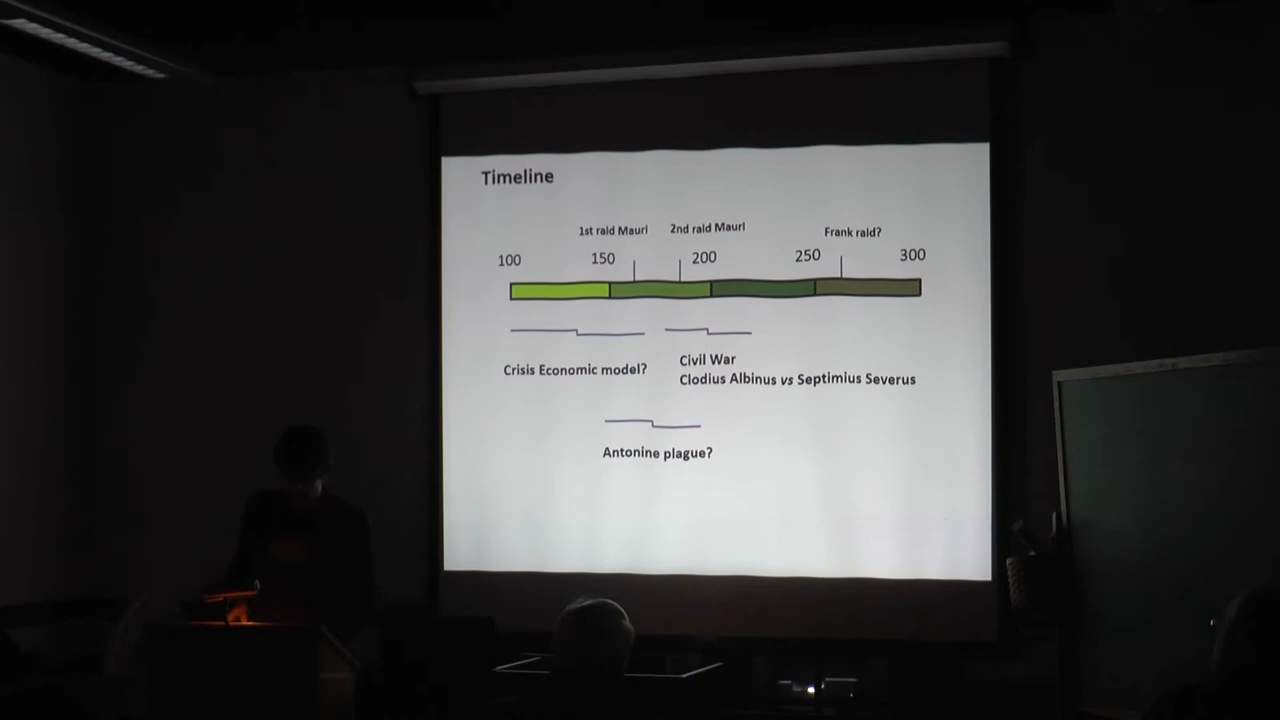 Timeline
1st raid Mauri
2nd raid Mauri
Frank raid?
100
150
200
250
300
Crisis Economic model?
Civil War
Clodius Albinus vs Septimius Severus
Antonine plague?